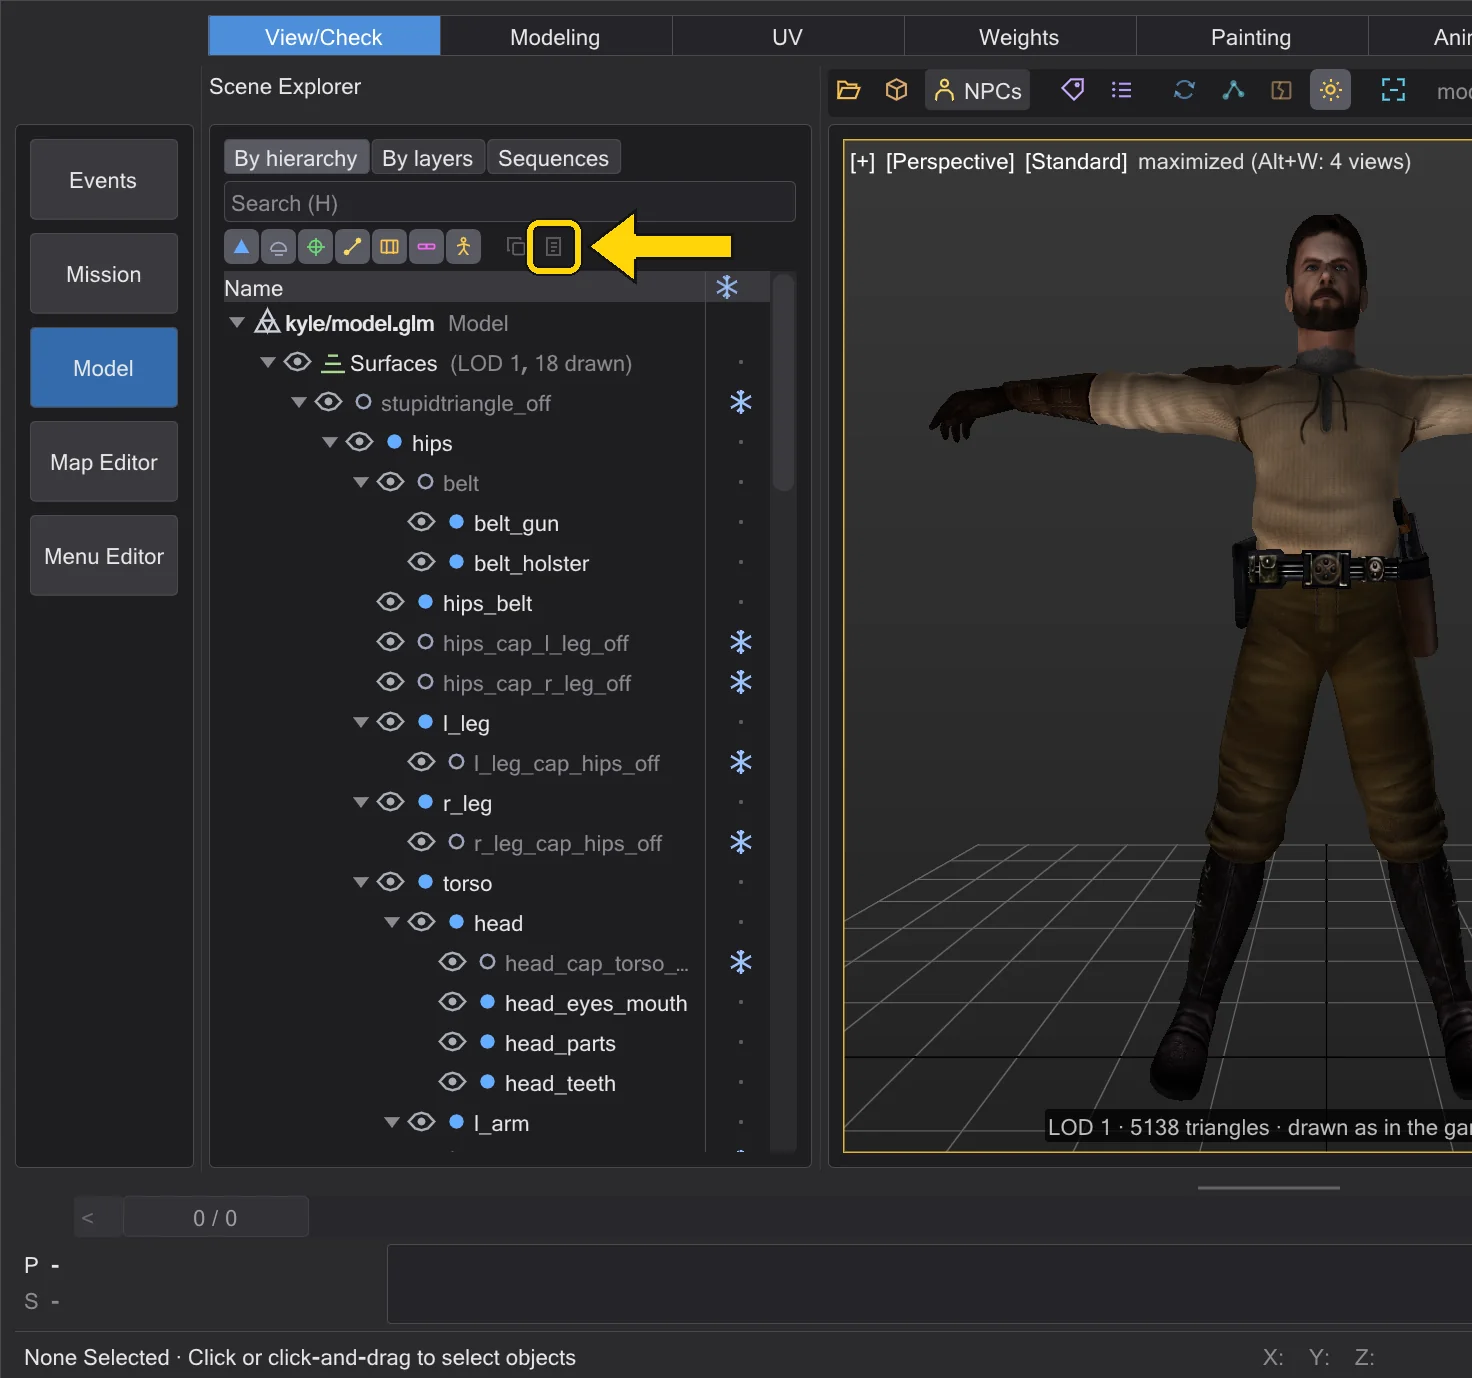 View/Check Modeling UV Weights Painting
Scene Explorer
NPCs
Events
Mission
Model
Map Editor
Menu Editor
By hierarchy By layers Sequences
Search (H)
Name
kyle/model.glm Model
Surfaces (LOD 1, 18 drawn)
stupidtriangle_off
hips
belt
belt_gun
belt_holster
hips_belt
hips_cap_l_leg_off
hips_cap_r_leg_off
l_leg
l_leg_cap_hips_off
r_leg
r_leg_cap_hips_off
torso
head
head_cap_torso_...
head_eyes_mouth
head_parts
head_teeth
l_arm
[+] [Perspective] [Standard] maximized (Alt+W: 4 views)
LOD 1 · 5138 triangles · drawn as in the
< 0 / 0
P -
S -
None Selected · Click or click-and-drag to select objects
X: Y: Z: